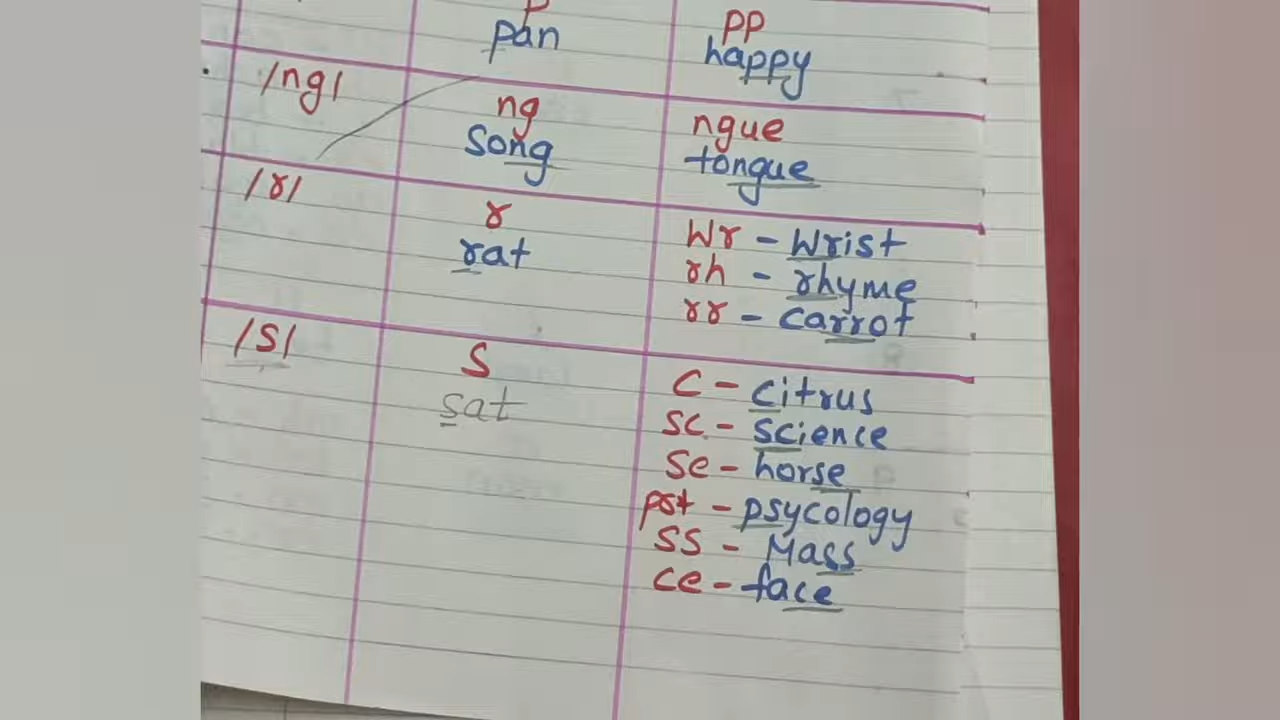 p pp
pan happy
/ng/ ng ngue
song tongue
/r/ r wr - wrist
rat rh - rhyme
rr - carrot
/s/ s c - citrus
sat sc - science
se - horse
pst - psycology
ss - Mass
ce - face